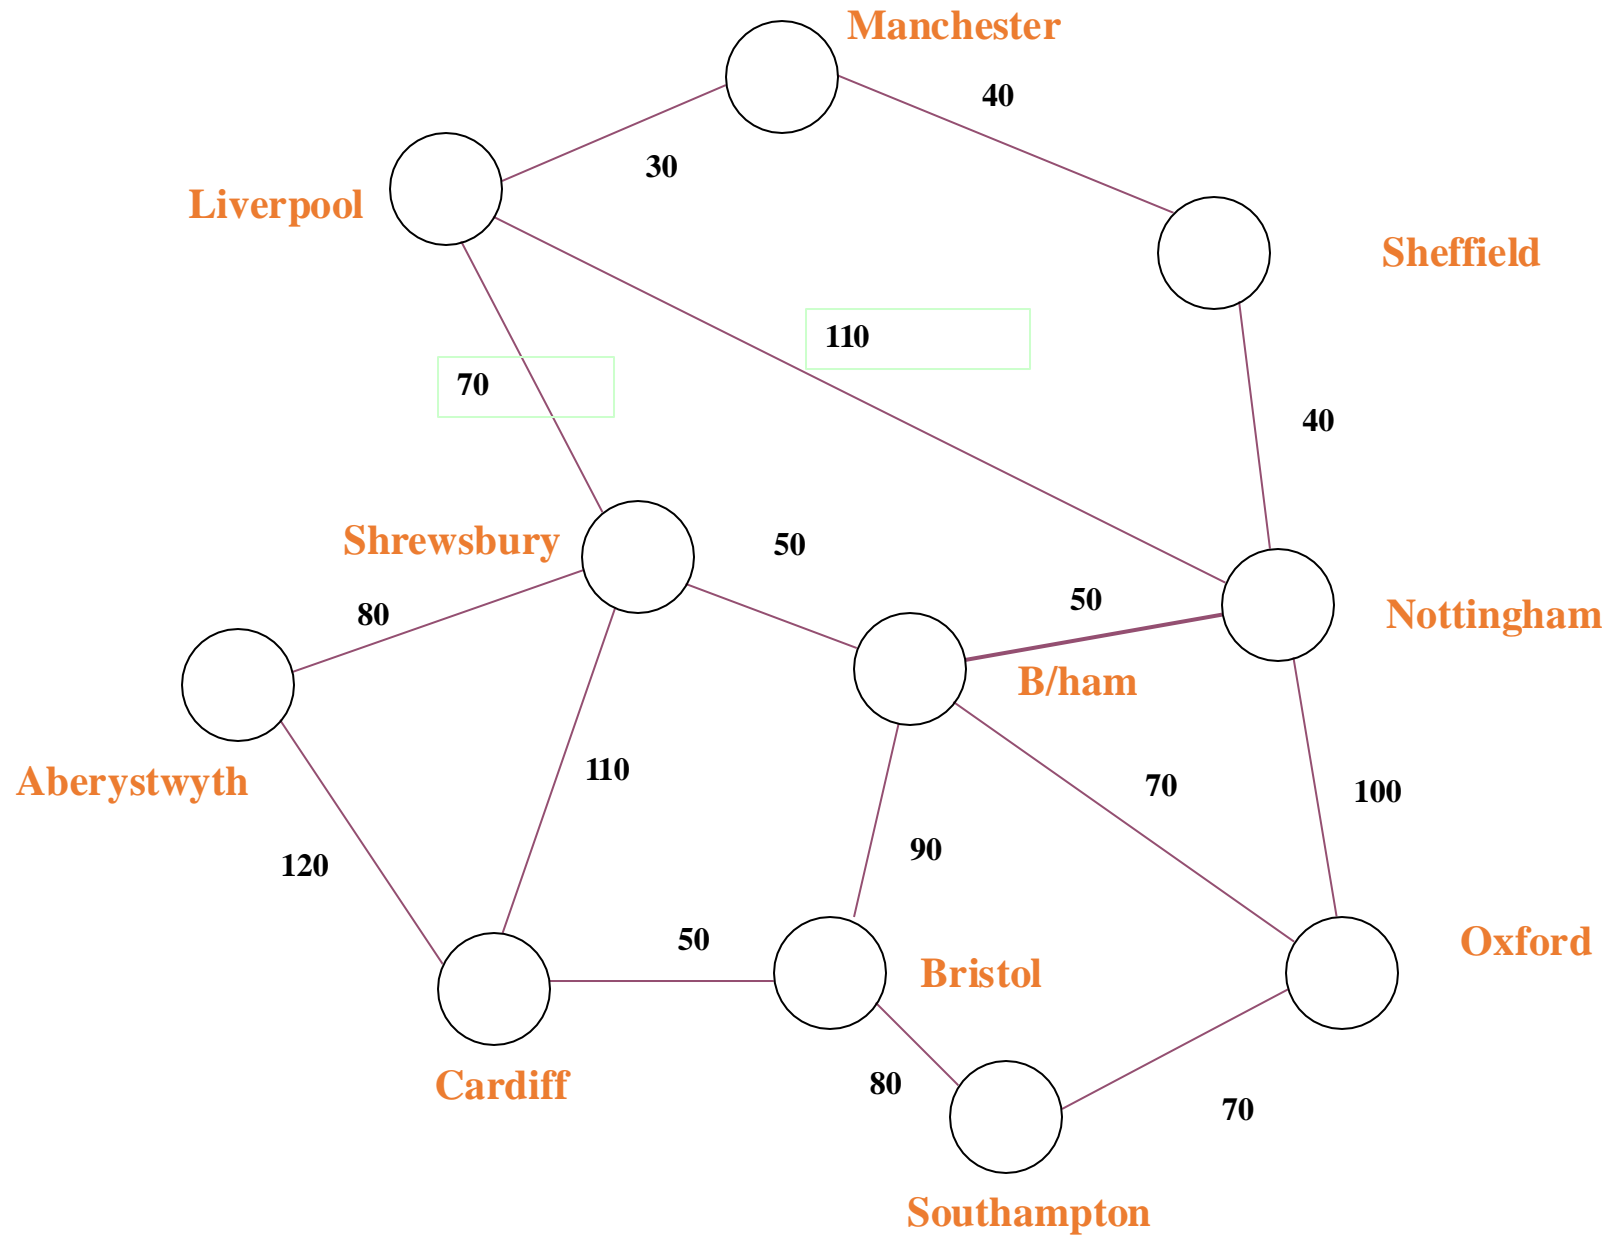 Manchester
40
30
Liverpool
Sheffield
110
70
40
Shrewsbury
50
50
80
Nottingham
B/ham
Aberystwyth
110
70
100
90
120
50
Oxford
Bristol
Cardiff
80
70
Southampton